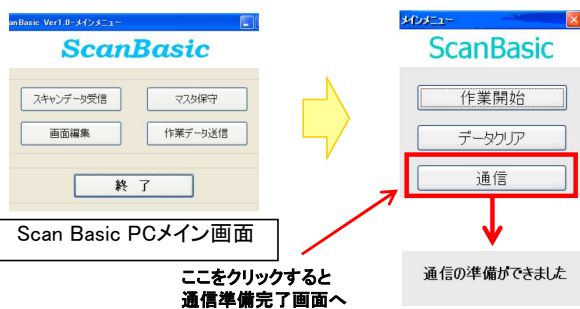 anBasic Ver1.0-メインメニュー
ScanBasic
スキャンデータ受信
マスタ保守
画面編集
作業データ送信
終 了
Scan Basic PCメイン画面
メインメニュー
ScanBasic
作業開始
データクリア
通信
ここをクリックすると
通信準備完了画面へ
通信の準備ができました